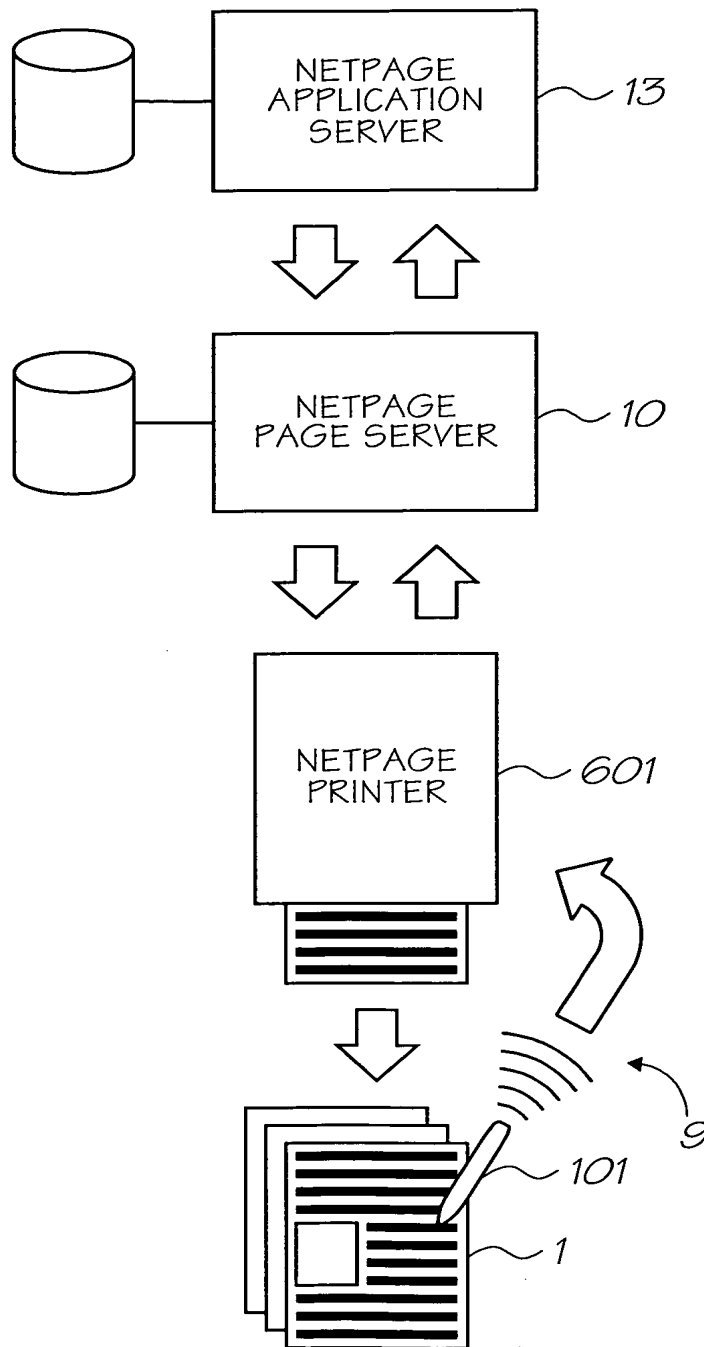 NETPAGE
APPLICATION
SERVER
13
NETPAGE
PAGE SERVER
10
NETPAGE
PRINTER
601
9
101
1